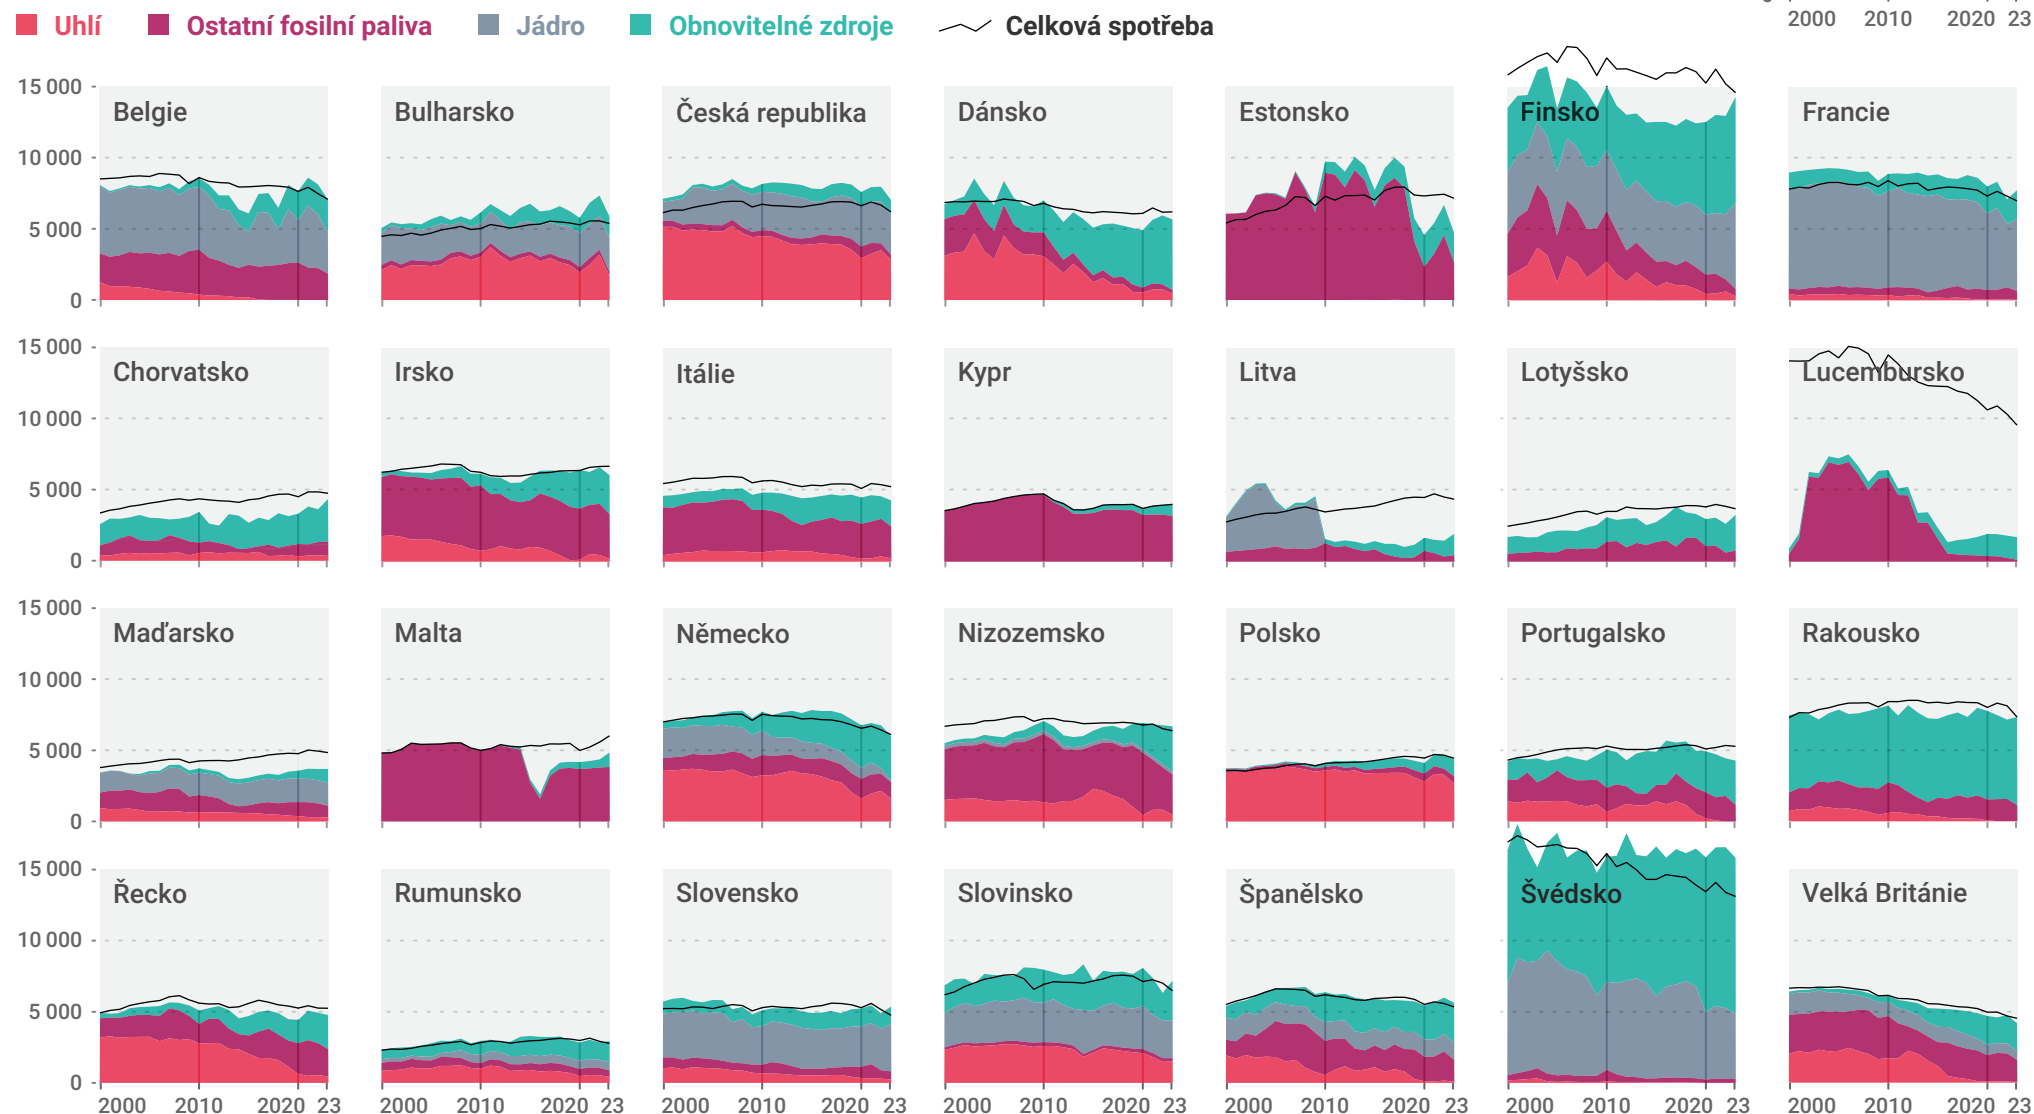 2000 2010 2020 23
Uhlí Ostatní fosilní paliva Jádro Obnovitelné zdroje Celková spotřeba
15 000
10 000
5 000
0
Belgie Bulharsko Česká republika Dánsko Estonsko Finsko Francie
15 000
10 000
5 000
0
Chorvatsko Irsko Itálie Kypr Litva Lotyšsko Lucembursko
15 000
10 000
5 000
0
Maďarsko Malta Německo Nizozemsko Polsko Portugalsko Rakousko
15 000
10 000
5 000
0
Řecko Rumunsko Slovensko Slovinsko Španělsko Švédsko Velká Británie
2000 2010 2020 23 2000 2010 2020 23 2000 2010 2020 23 2000 2010 2020 23 2000 2010 2020 23 2000 2010 2020 23 2000 2010 2020 23